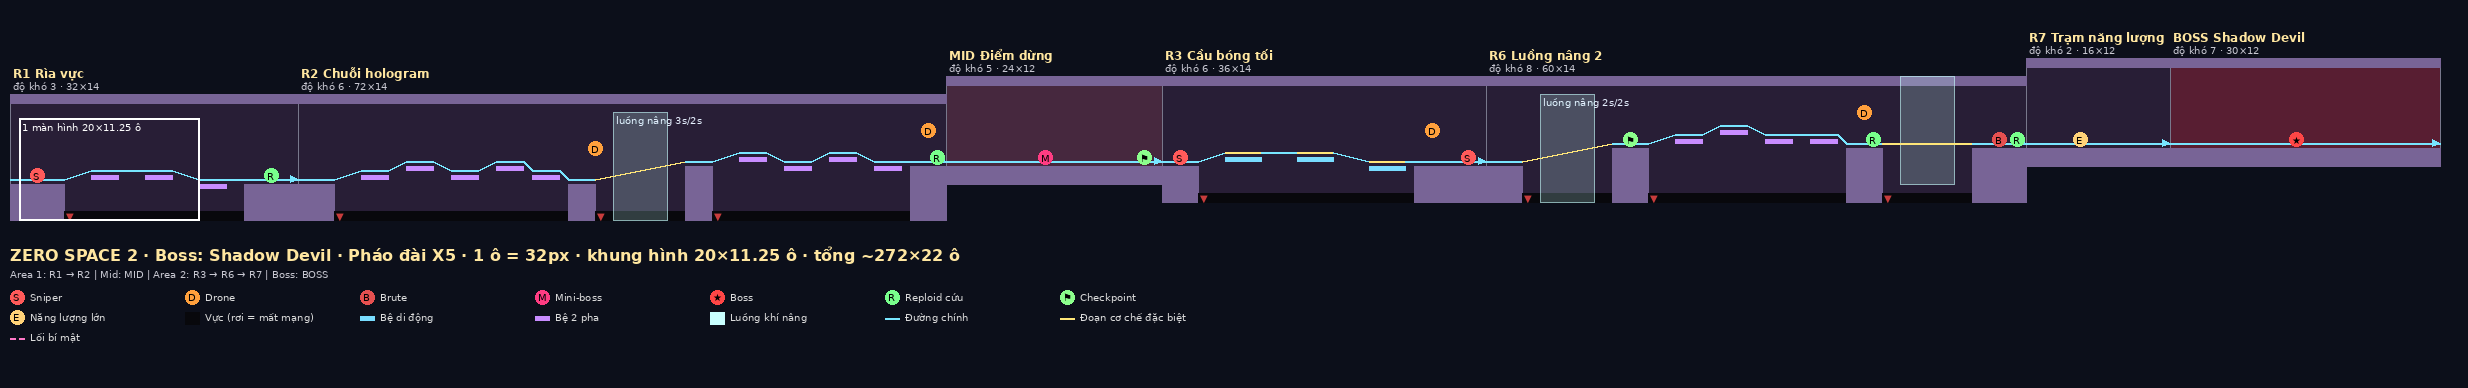 R7 Trạm năng lượng
độ khó 2 · 16×12
BOSS Shadow Devil
độ khó 7 · 30×12
MID Điểm dừng
độ khó 5 · 24×12
R3 Cầu bóng tối
độ khó 6 · 36×14
R6 Luồng nâng 2
độ khó 8 · 60×14
R1 Rìa vực
độ khó 3 · 32×14
R2 Chuỗi hologram
độ khó 6 · 72×14
1 màn hình 20×11.25 ô
luồng nâng 3s/2s
luồng nâng 2s/2s
S
R
D
D
R
M
⚑
S
D
S
⚑
D
R
B
R
E
★
ZERO SPACE 2 · Boss: Shadow Devil · Pháo đài X5 · 1 ô = 32px · khung hình 20×11.25 ô · tổng ~272×22 ô
Area 1: R1 → R2 | Mid: MID | Area 2: R3 → R6 → R7 | Boss: BOSS
S Sniper
D Drone
B Brute
M Mini-boss
★ Boss
R Reploid cứu
⚑ Checkpoint
E Năng lượng lớn
Vực (rơi = mất mạng)
Bệ di động
Bệ 2 pha
Luồng khí nâng
Đường chính
Đoạn cơ chế đặc biệt
Lối bí mật